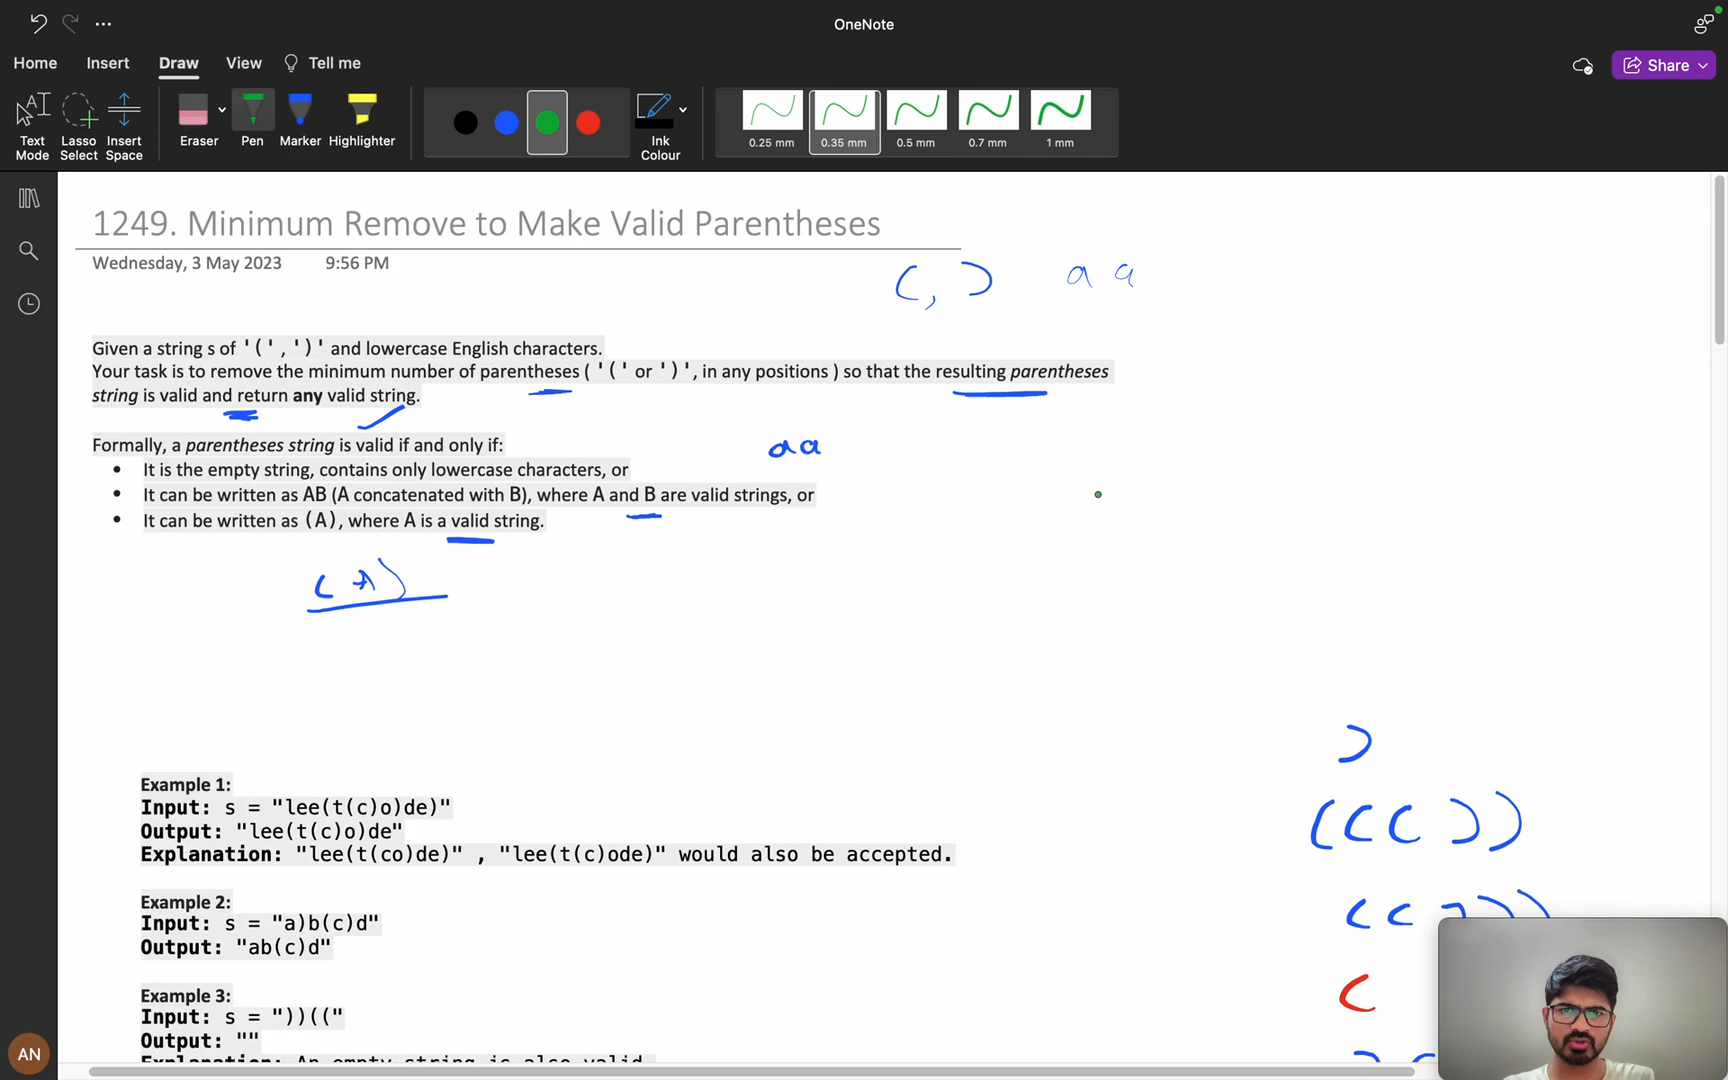 OneNote
Home Insert Draw View Tell me
Share
Text Mode
Lasso Select
Insert Space
Eraser
Pen
Marker
Highlighter
Ink Colour
0.25 mm
0.35 mm
0.5 mm
0.7 mm
1 mm
1249. Minimum Remove to Make Valid Parentheses
Wednesday, 3 May 2023 9:56 PM
( , ) a a
Given a string s of '(' , ')' and lowercase English characters.
Your task is to remove the minimum number of parentheses ( '(' or ')', in any positions ) so that the resulting parentheses
string is valid and return any valid string.
Formally, a parentheses string is valid if and only if:
aa
• It is the empty string, contains only lowercase characters, or
• It can be written as AB (A concatenated with B), where A and B are valid strings, or
• It can be written as (A), where A is a valid string.
( A )
)
( ( ( ) )
( ( ) ) )
(
Example 1:
Input: s = "lee(t(c)o)de)"
Output: "lee(t(c)o)de"
Explanation: "lee(t(co)de)" , "lee(t(c)ode)" would also be accepted.
Example 2:
Input: s = "a)b(c)d"
Output: "ab(c)d"
Example 3:
Input: s = "))(("
Output: ""
Explanation: An empty string is also valid.
AN